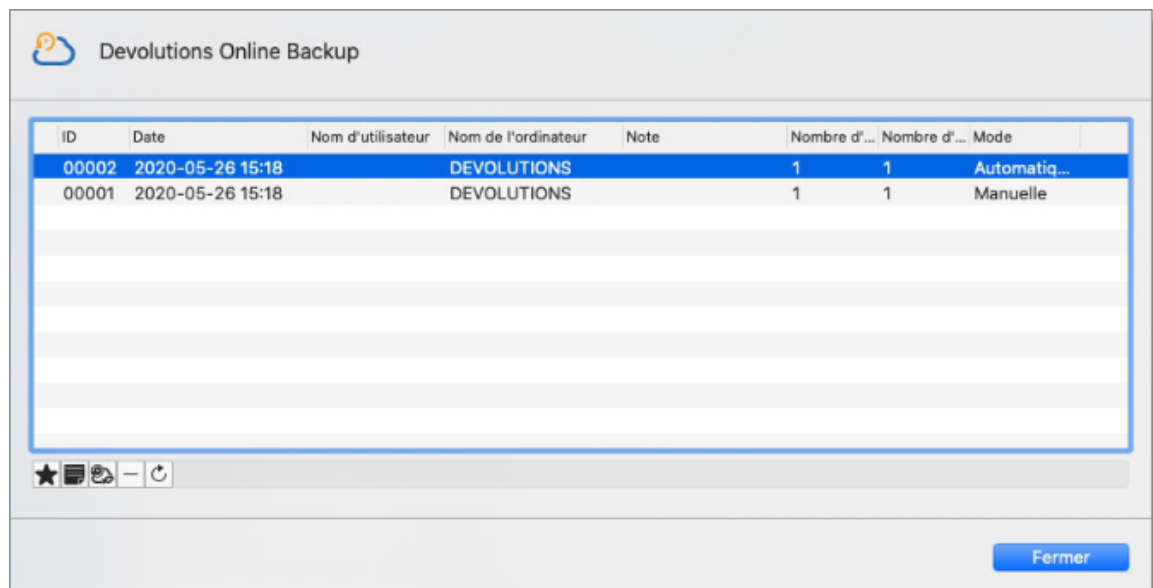 Devolutions Online Backup
ID Date Nom d'utilisateur Nom de l'ordinateur Note Nombre d'... Nombre d'... Mode
00002 2020-05-26 15:18 DEVOLUTIONS 1 1 Automatiq...
00001 2020-05-26 15:18 DEVOLUTIONS 1 1 Manuelle
Fermer